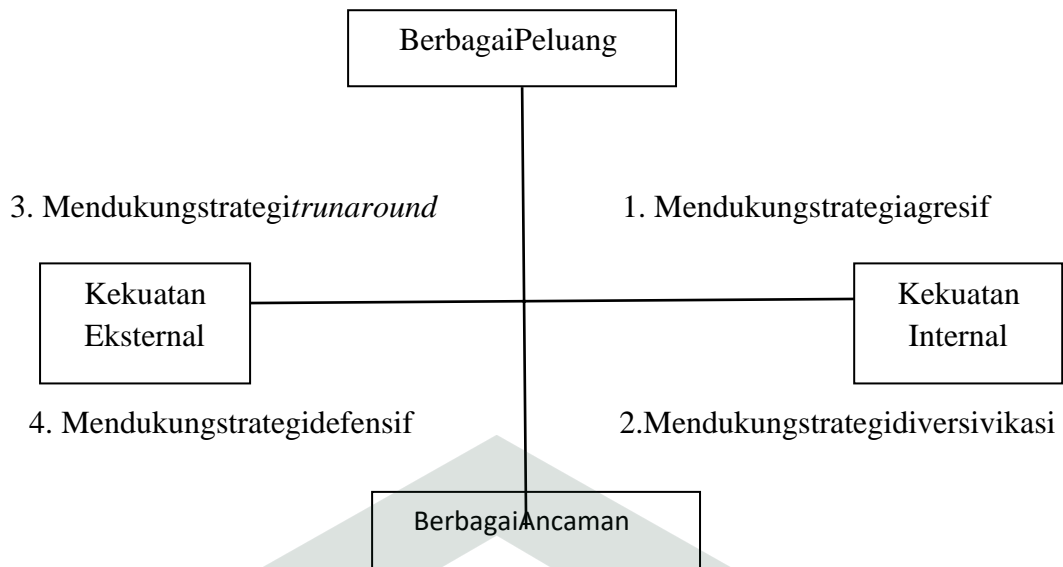 BerbagaiPeluang
3. Mendukungstrategitrunaround
1. Mendukungstrategiagresif
Kekuatan
Eksternal
Kekuatan
Internal
4. Mendukungstrategidefensif
2.Mendukungstrategidiversivikasi
BerbagaiAncaman